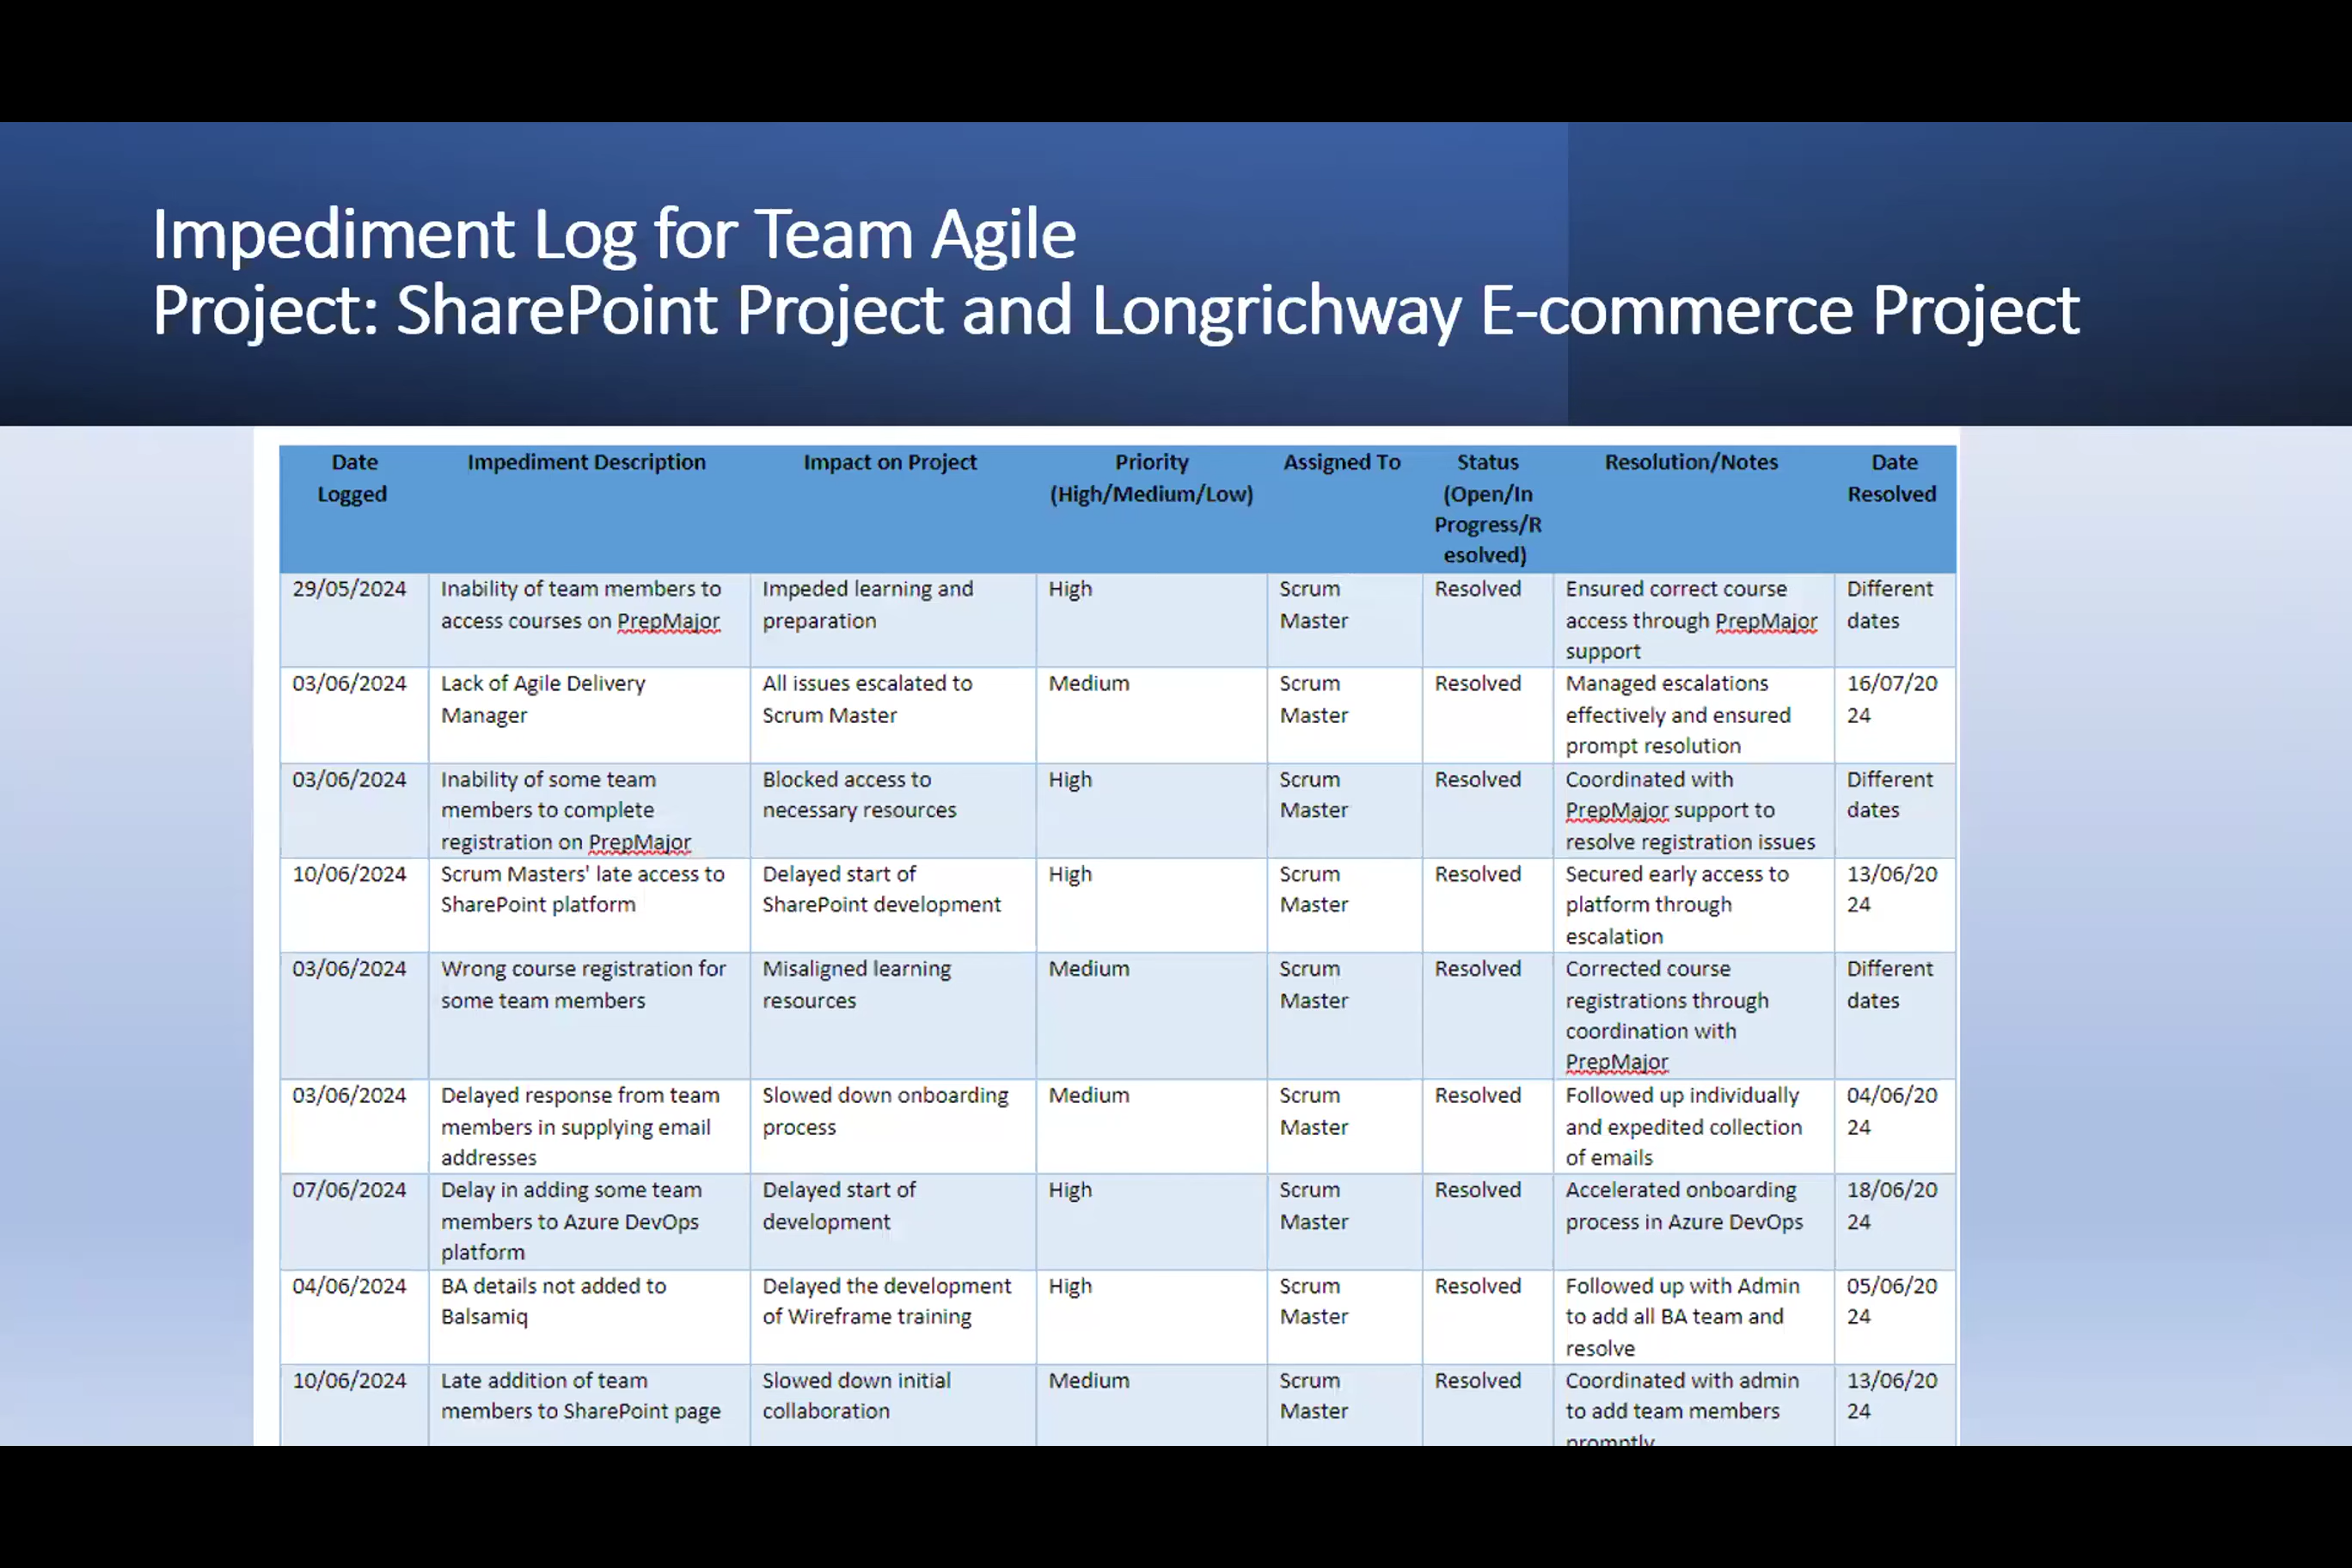 Impediment Log for Team Agile
Project: SharePoint Project and Longrichway E-commerce Project
Date Logged | Impediment Description | Impact on Project | Priority (High/Medium/Low) | Assigned To | Status (Open/In Progress/Resolved) | Resolution/Notes | Date Resolved
29/05/2024 | Inability of team members to access courses on PrepMajor | Impeded learning and preparation | High | Scrum Master | Resolved | Ensured correct course access through PrepMajor support | Different dates
03/06/2024 | Lack of Agile Delivery Manager | All issues escalated to Scrum Master | Medium | Scrum Master | Resolved | Managed escalations effectively and ensured prompt resolution | 16/07/2024
03/06/2024 | Inability of some team members to complete registration on PrepMajor | Blocked access to necessary resources | High | Scrum Master | Resolved | Coordinated with PrepMajor support to resolve registration issues | Different dates
10/06/2024 | Scrum Masters' late access to SharePoint platform | Delayed start of SharePoint development | High | Scrum Master | Resolved | Secured early access to platform through escalation | 13/06/2024
03/06/2024 | Wrong course registration for some team members | Misaligned learning resources | Medium | Scrum Master | Resolved | Corrected course registrations through coordination with PrepMajor | Different dates
03/06/2024 | Delayed response from team members in supplying email addresses | Slowed down onboarding process | Medium | Scrum Master | Resolved | Followed up individually and expedited collection of emails | 04/06/2024
07/06/2024 | Delay in adding some team members to Azure DevOps platform | Delayed start of development | High | Scrum Master | Resolved | Accelerated onboarding process in Azure DevOps | 18/06/2024
04/06/2024 | BA details not added to Balsamiq | Delayed the development of Wireframe training | High | Scrum Master | Resolved | Followed up with Admin to add all BA team and resolve | 05/06/2024
10/06/2024 | Late addition of team members to SharePoint page | Slowed down initial collaboration | Medium | Scrum Master | Resolved | Coordinated with admin to add team members promptly | 13/06/2024